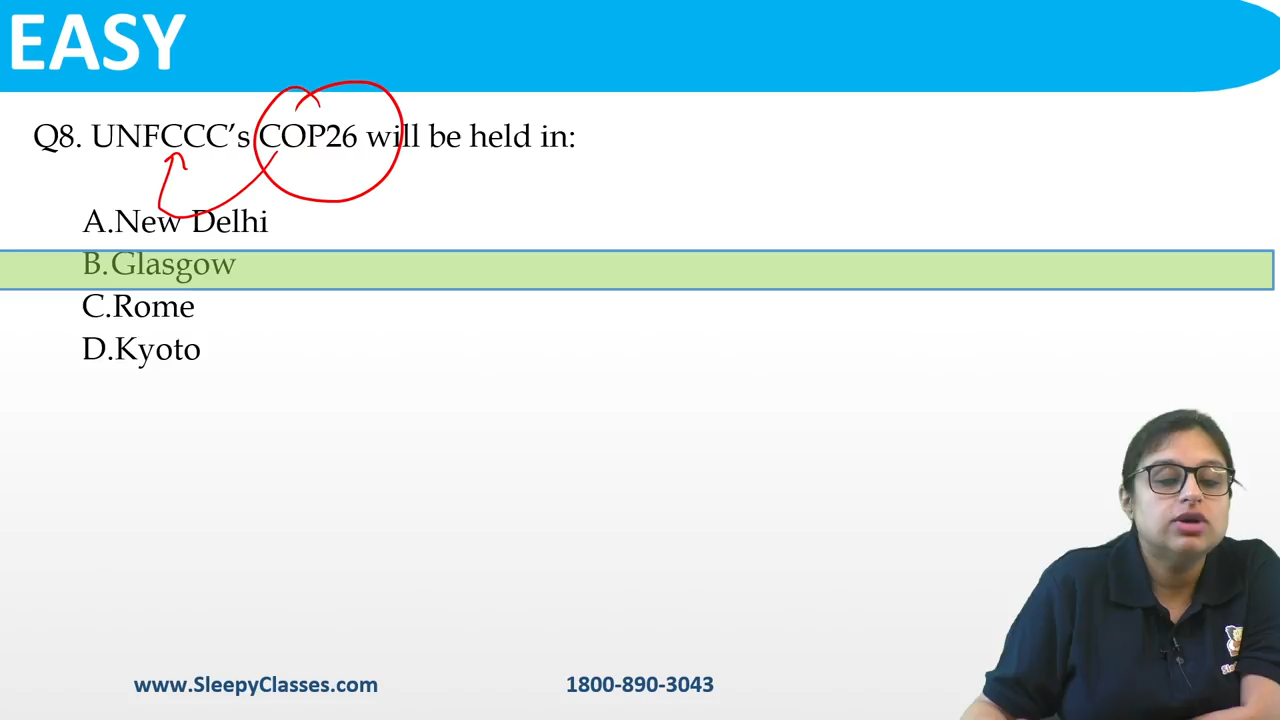 EASY
Q8. UNFCCC’s COP26 will be held in:
A.New Delhi
B.Glasgow
C.Rome
D.Kyoto
www.SleepyClasses.com
1800-890-3043